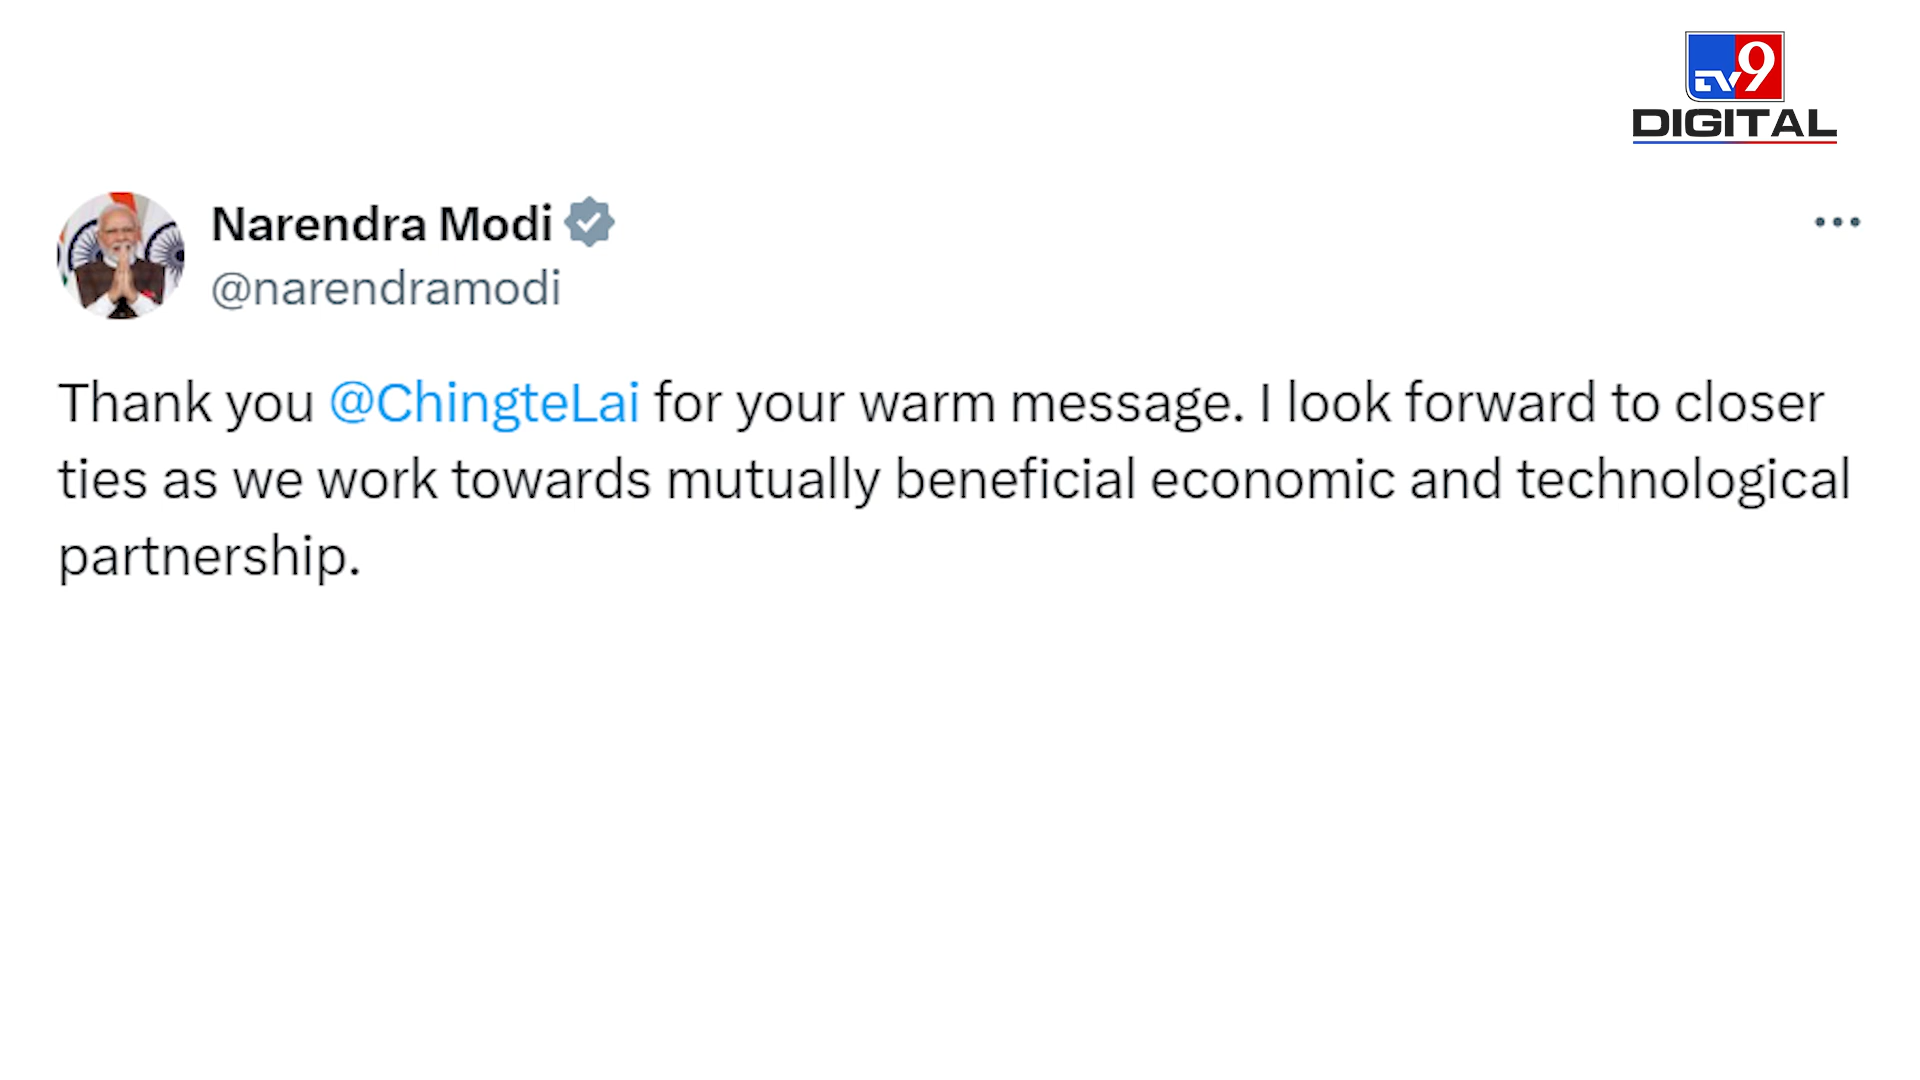 TV9
DIGITAL
Narendra Modi
@narendramodi
Thank you @ChingteLai for your warm message. I look forward to closer
ties as we work towards mutually beneficial economic and technological
partnership.